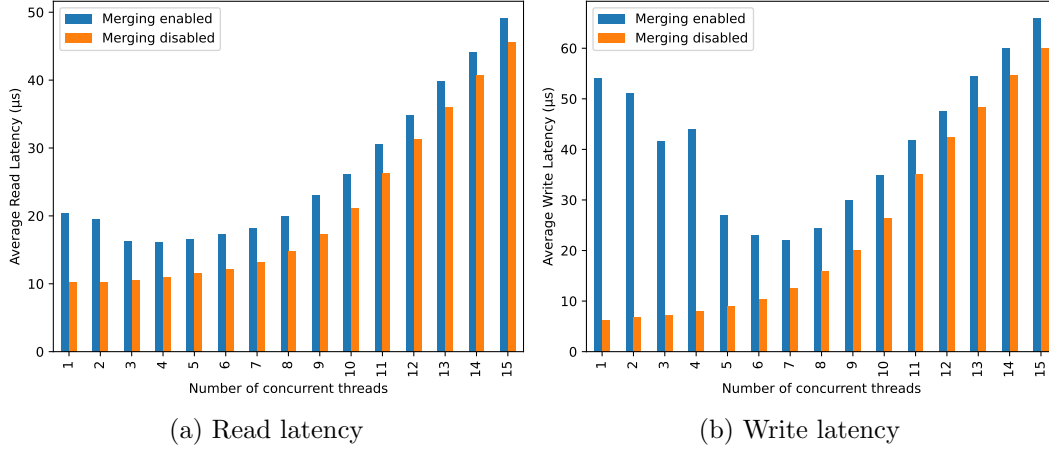 50
40
30
20
10
0
Average Read Latency (μs)
Merging enabled
Merging disabled
1 2 3 4 5 6 7 8 9 10 11 12 13 14 15
Number of concurrent threads
(a) Read latency
60
50
40
30
20
10
0
Average Write Latency (μs)
Merging enabled
Merging disabled
1 2 3 4 5 6 7 8 9 10 11 12 13 14 15
Number of concurrent threads
(b) Write latency